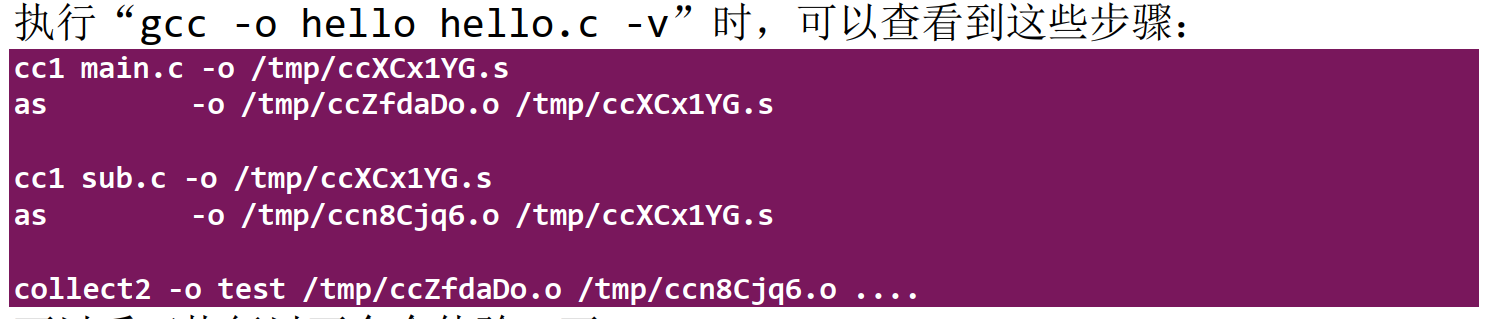 执行“gcc -o hello hello.c -v”时，可以查看到这些步骤：
cc1 main.c -o /tmp/ccXCx1YG.s
as -o /tmp/ccZfdaDo.o /tmp/ccXCx1YG.s
cc1 sub.c -o /tmp/ccXCx1YG.s
as -o /tmp/ccn8Cjq6.o /tmp/ccXCx1YG.s
collect2 -o test /tmp/ccZfdaDo.o /tmp/ccn8Cjq6.o ....